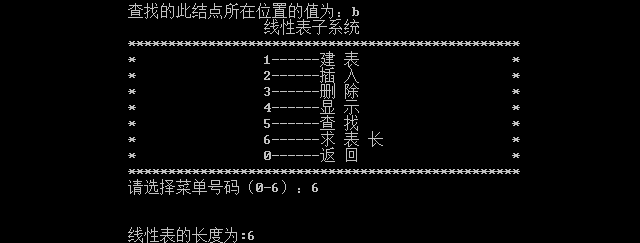 查找的此结点所在位置的值为：b
线性表子系统
*************************************************
* 1------建 表 *
* 2------插 入 *
* 3------删 除 *
* 4------显 示 *
* 5------查 找 *
* 6------求 表 长 *
* 0------返 回 *
*************************************************
请选择菜单号码（0-6）：6
线性表的长度为:6